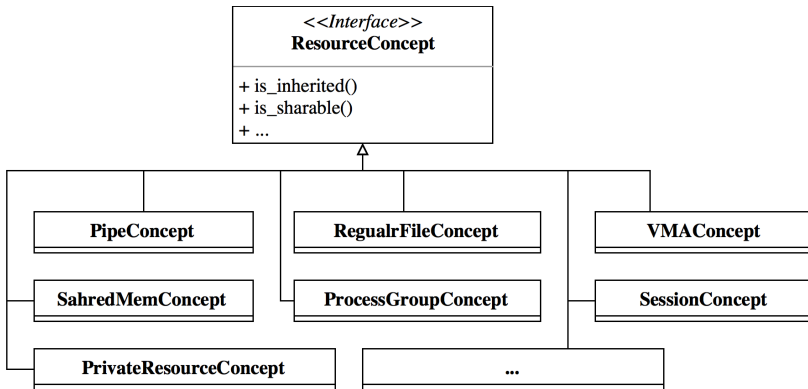 <<Interface>>
ResourceConcept
+ is_inherited()
+ is_sharable()
+ ...
PipeConcept
RegualrFileConcept
VMAConcept
SahredMemConcept
ProcessGroupConcept
SessionConcept
PrivateResourceConcept
...